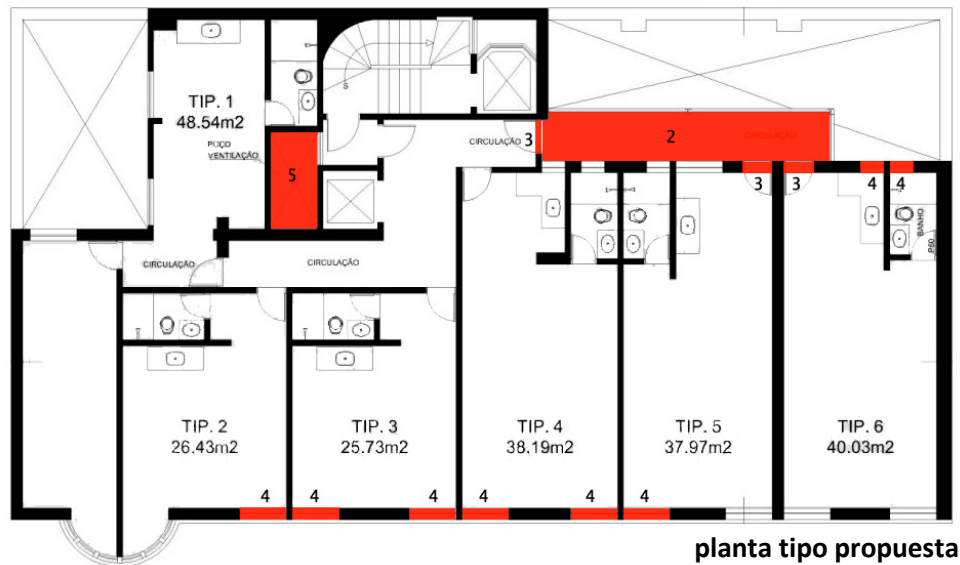 TIP. 1
48.54m2
POÇO
VENTILAÇÃO
5
S
CIRCULAÇÃO
3
2
CIRCULAÇÃO
3
3
4
4
BANHO
P60
CIRCULAÇÃO
CIRCULAÇÃO
TIP. 2
26.43m2
TIP. 3
25.73m2
TIP. 4
38.19m2
TIP. 5
37.97m2
TIP. 6
40.03m2
4
4
4
4
4
4
planta tipo propuesta